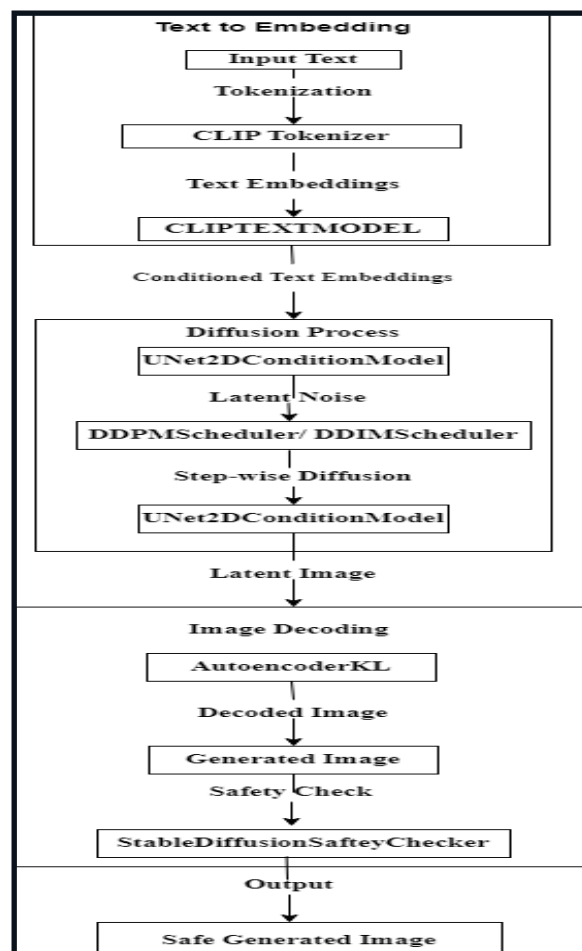 Text to Embedding
Input Text
Tokenization
CLIP Tokenizer
Text Embeddings
CLIPTEXTMODEL
Conditioned Text Embeddings
Diffusion Process
UNet2DConditionModel
Latent Noise
DDPMScheduler/ DDIMScheduler
Step-wise Diffusion
UNet2DConditionModel
Latent Image
Image Decoding
AutoencoderKL
Decoded Image
Generated Image
Safety Check
StableDiffusionSafteyChecker
Output
Safe Generated Image